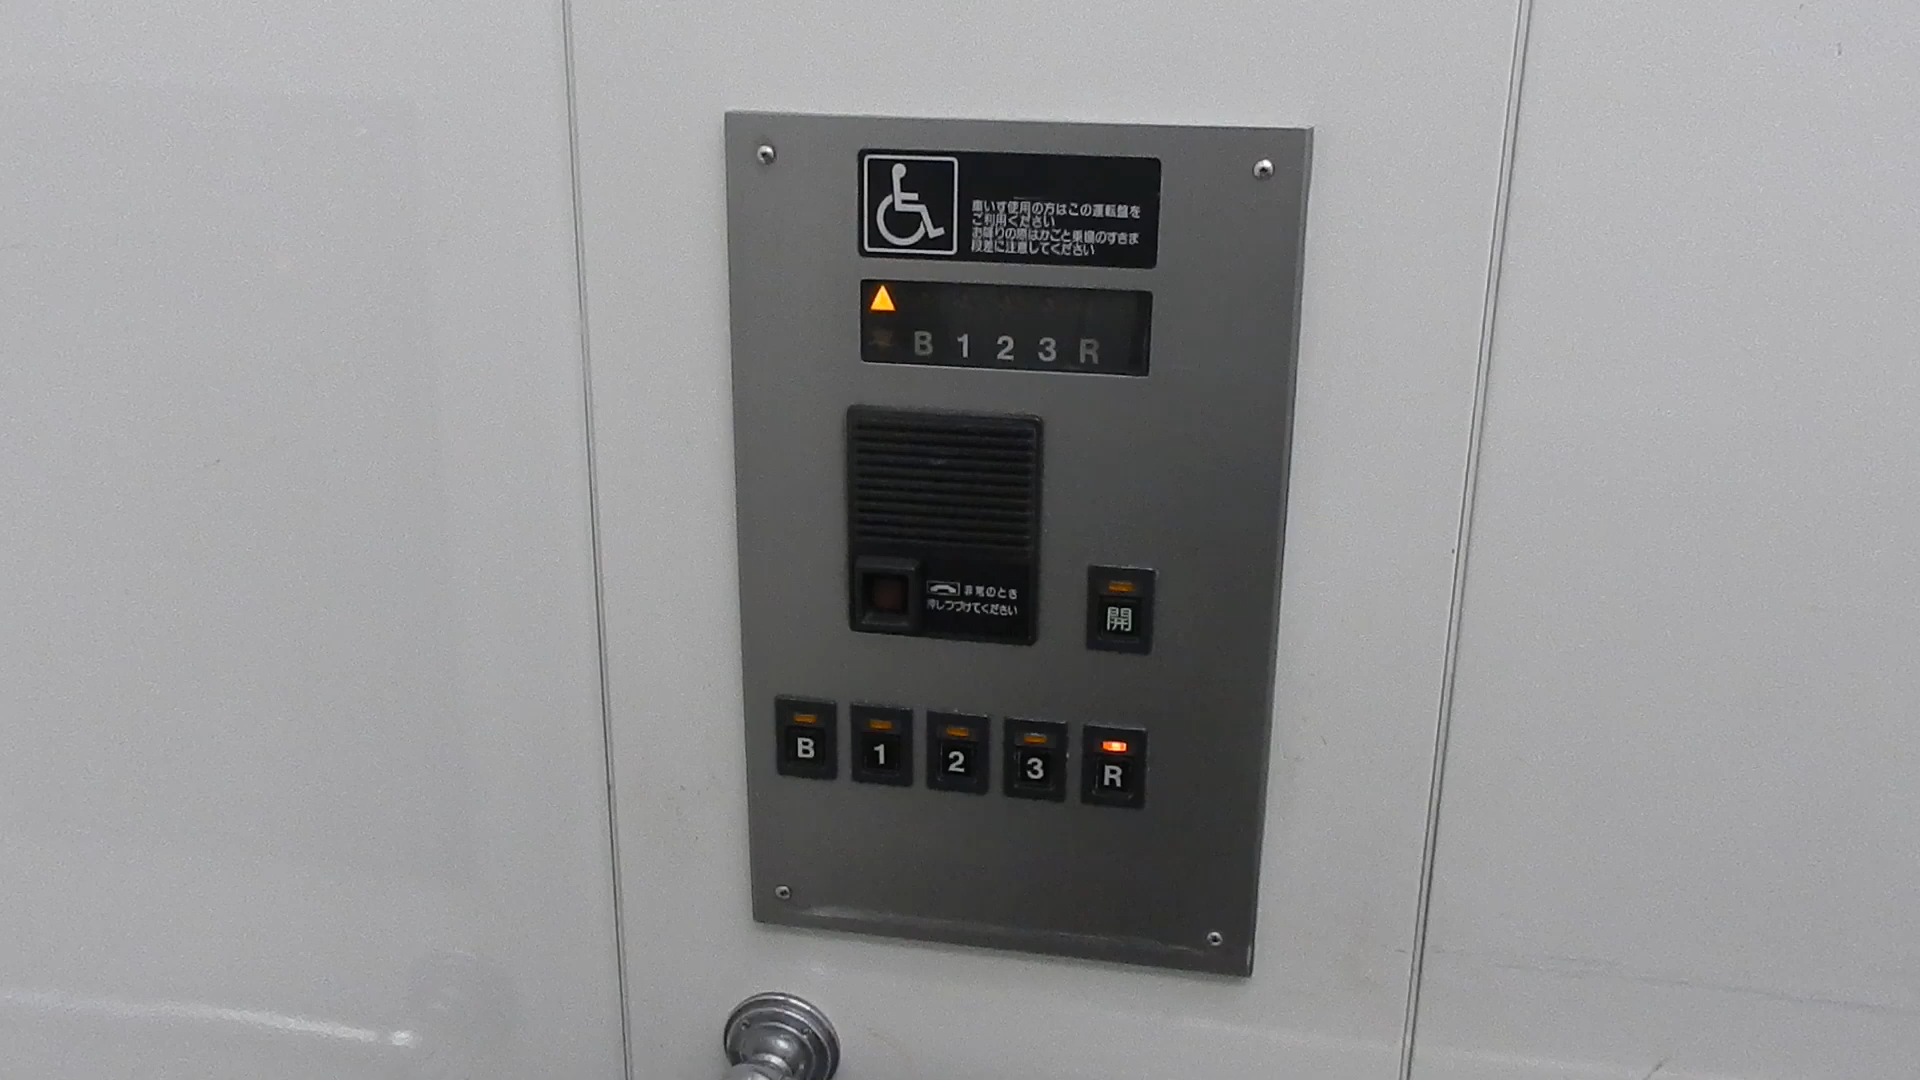 車いす使用の方はこの運転盤を
ご利用ください
お降りの際はかごと乗場のすきま
段差に注意してください
B 1 2 3 R
非常のとき
押しつづけてください
開
B 1 2 3 R